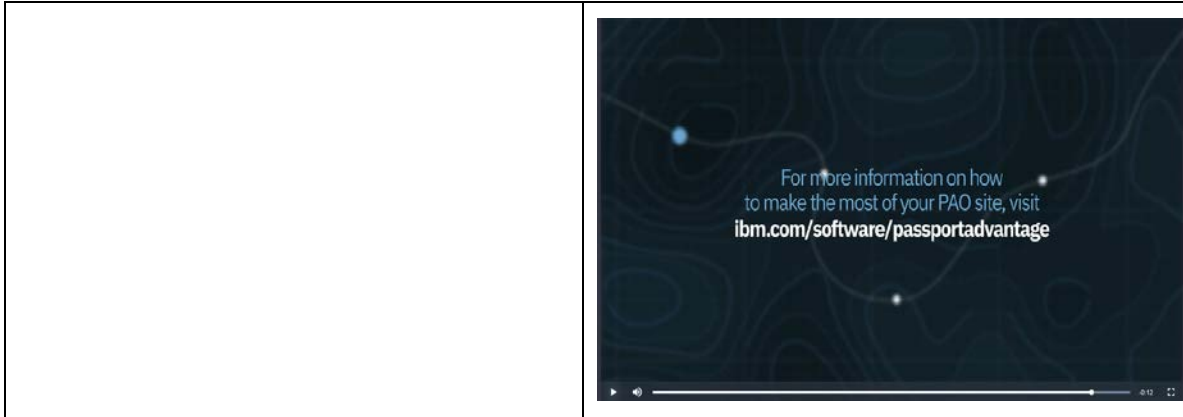 For more information on how
to make the most of your PAO site, visit
ibm.com/software/passportadvantage
-0:12